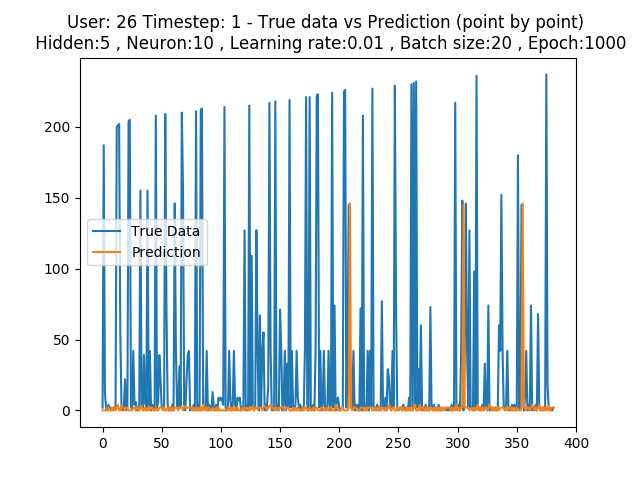 User: 26 Timestep: 1 - True data vs Prediction (point by point)
Hidden:5 , Neuron:10 , Learning rate:0.01 , Batch size:20 , Epoch:1000
200
150
100
50
0
True Data
Prediction
0 50 100 150 200 250 300 350 400